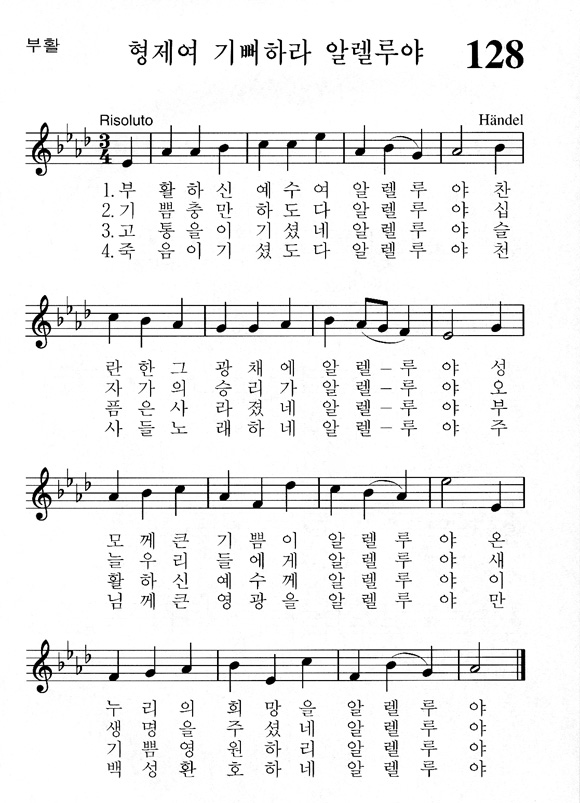 부활 형제여 기뻐하라 알렐루야 128
Risoluto Händel
1.부 활하신 예수여 알렐루 야 찬
2.기 쁨충만 하도다 알렐루 야 십
3.고 통을이 기셨네 알렐루 야 슬
4.죽 음이기 셨도다 알렐루 야 천
란한그 광채에 알렐-루 야 성
자가의 승리가 알렐-루 야 오
픔은사 라졌네 알렐-루 야 부
사들노 래하네 알렐-루 야 주
모께큰 기쁨이 알렐루 야 온
늘우리 들에게 알렐루 야 새
활하신 예수께 알렐루 야 이
님께큰 영광을 알렐루 야 만
누리의 희망을 알렐루 야
생명을 주셨네 알렐루 야
기쁨영 원하리 알렐루 야
백성환 호하네 알렐루 야